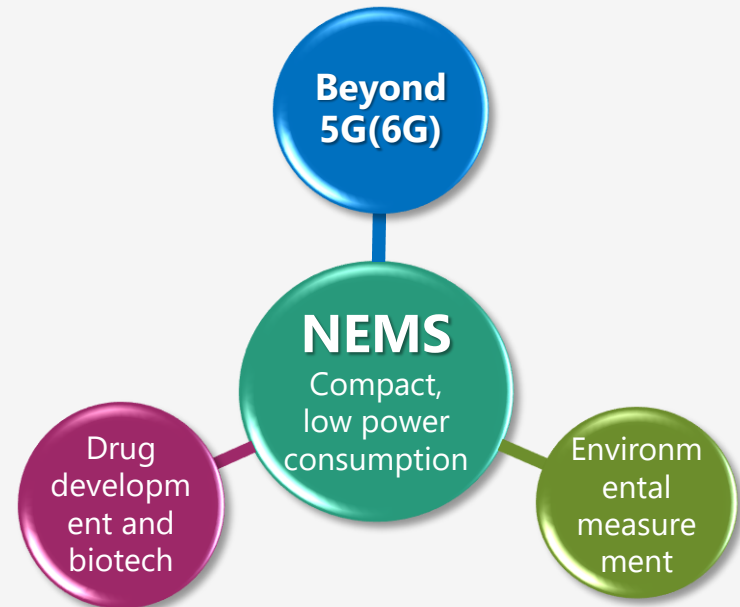 Beyond
5G(6G)
NEMS
Compact,
low power
consumption
Drug
developm
ent and
biotech
Environm
ental
measure
ment